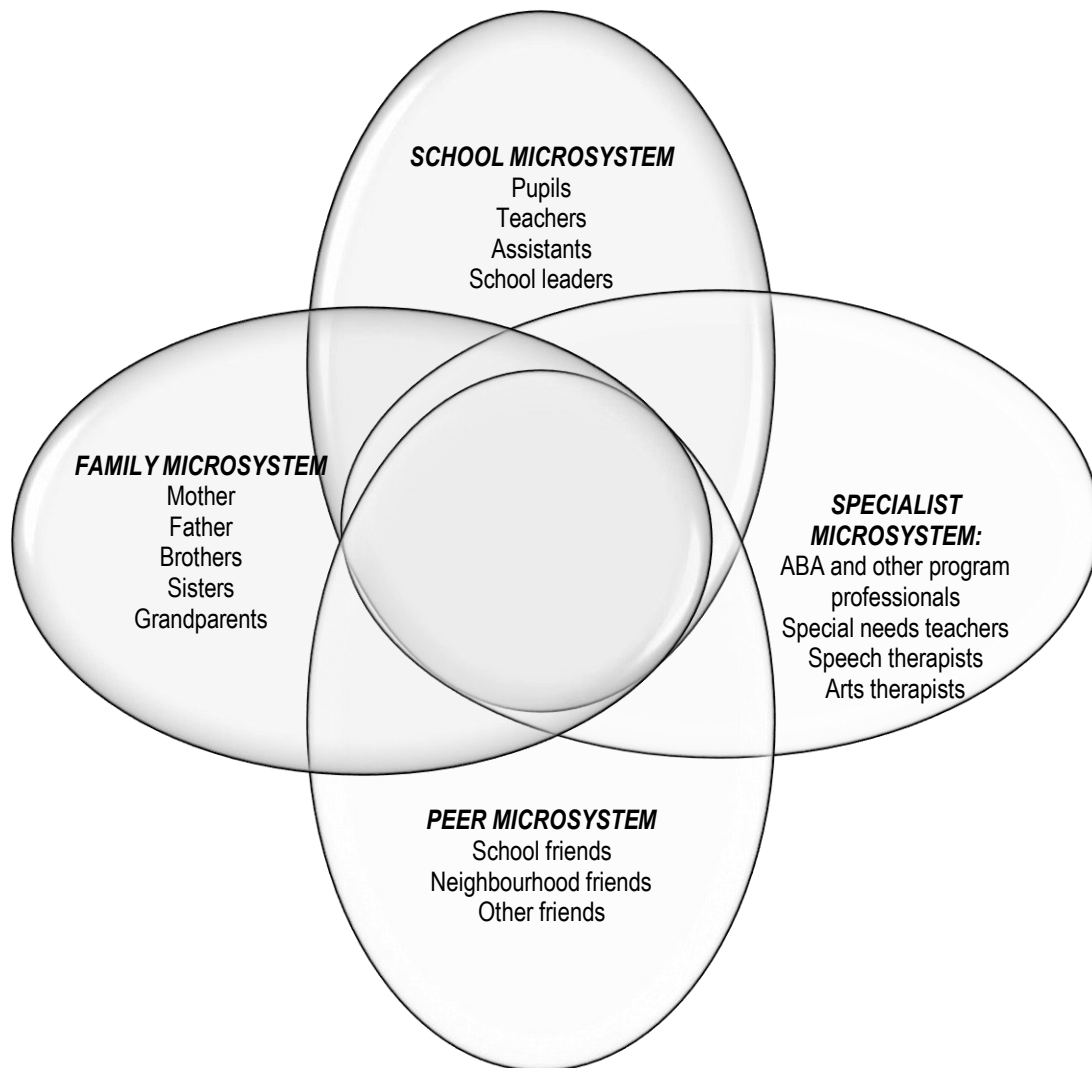 SCHOOL MICROSYSTEM
Pupils
Teachers
Assistants
School leaders
FAMILY MICROSYSTEM
Mother
Father
Brothers
Sisters
Grandparents
SPECIALIST
MICROSYSTEM:
ABA and other program
professionals
Special needs teachers
Speech therapists
Arts therapists
PEER MICROSYSTEM
School friends
Neighbourhood friends
Other friends